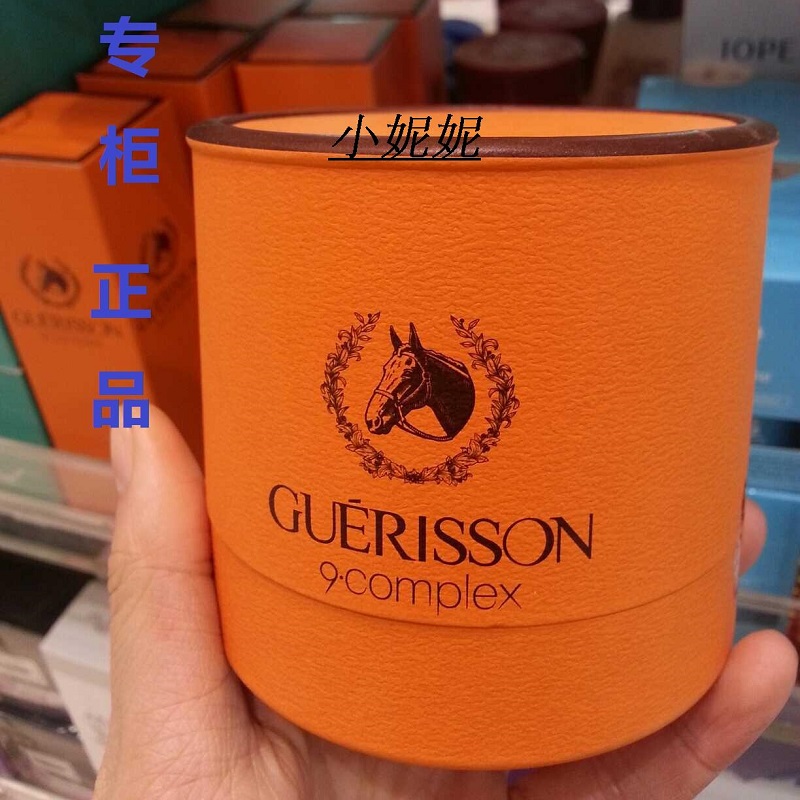 专柜正品
小妮妮
IOPE
GUÉRISSON
GUÉRISSON
9·complex